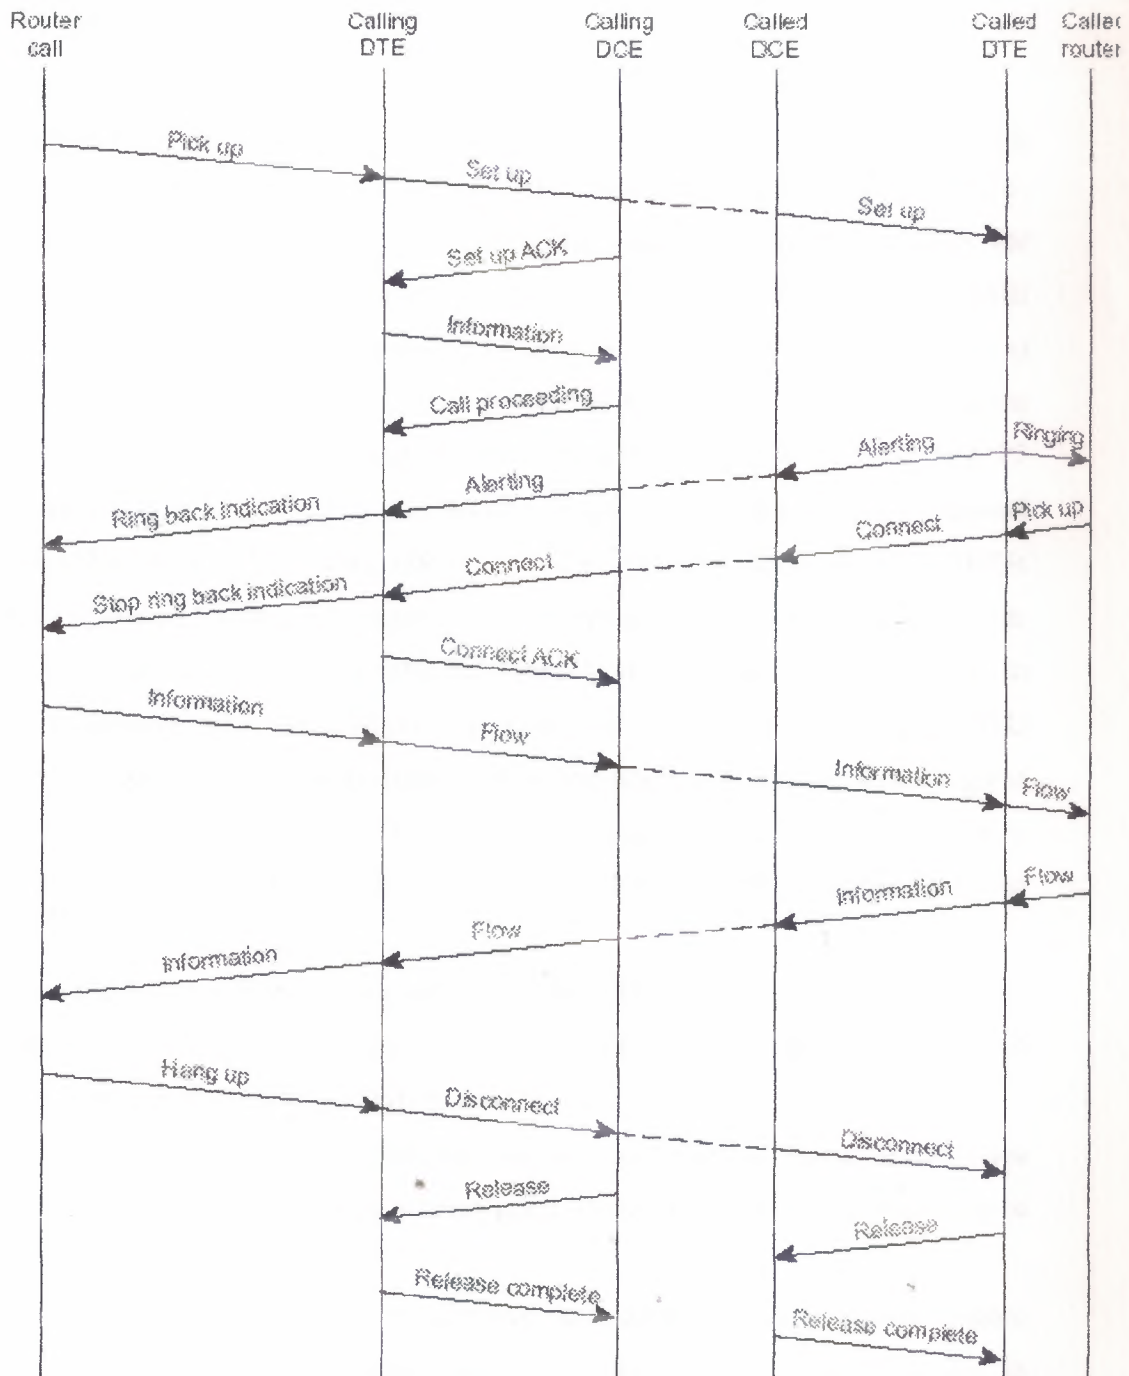 Router call
Calling DTE
Calling DCE
Called DCE
Called DTE
Called router
Pick up
Set up
Set up
Set up ACK
Information
Call proceeding
Alerting
Ringing
Alerting
Ring back indication
Pick up
Connect
Connect
Stop ring back indication
Connect ACK
Information
Flow
Information
Flow
Flow
Information
Flow
Information
Hang up
Disconnect
Disconnect
Release
Release
Release complete
Release complete